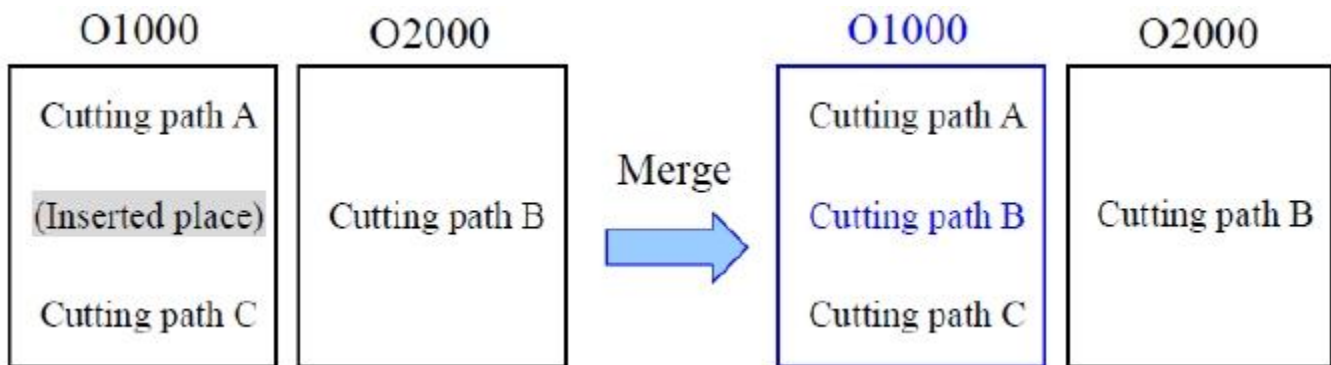 O1000
O2000
O1000
O2000
Cutting path A
(Inserted place)
Cutting path C
Cutting path B
Merge
Cutting path A
Cutting path B
Cutting path C
Cutting path B